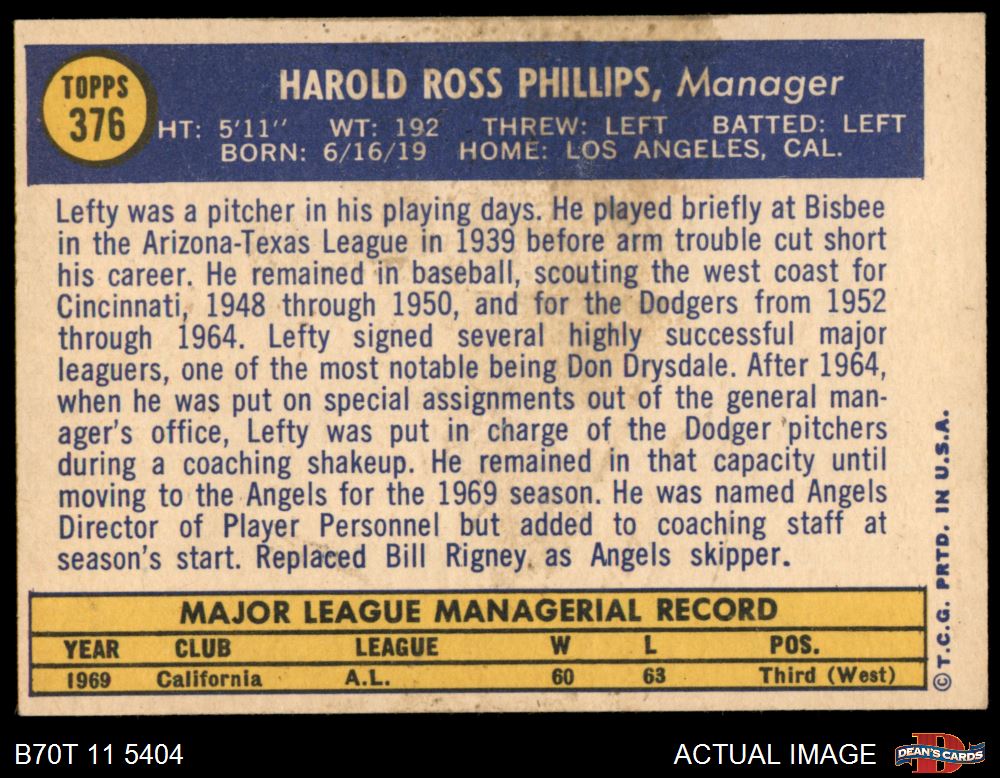 TOPPS
376
HAROLD ROSS PHILLIPS, Manager
HT: 5'11" WT: 192 THREW: LEFT BATTED: LEFT
BORN: 6/16/19 HOME: LOS ANGELES, CAL.
Lefty was a pitcher in his playing days. He played briefly at Bisbee
in the Arizona-Texas League in 1939 before arm trouble cut short
his career. He remained in baseball, scouting the west coast for
Cincinnati, 1948 through 1950, and for the Dodgers from 1952
through 1964. Lefty signed several highly successful major
leaguers, one of the most notable being Don Drysdale. After 1964,
when he was put on special assignments out of the general man-
ager's office, Lefty was put in charge of the Dodger pitchers
during a coaching shakeup. He remained in that capacity until
moving to the Angels for the 1969 season. He was named Angels
Director of Player Personnel but added to coaching staff at
season's start. Replaced Bill Rigney as Angels skipper.
MAJOR LEAGUE MANAGERIAL RECORD
YEAR CLUB LEAGUE W L POS.
1969 California A.L. 60 63 Third (West)
© T.C.G. PRTD. IN U.S.A.
B70T 11 5404
ACTUAL IMAGE
DEAN'S CARDS